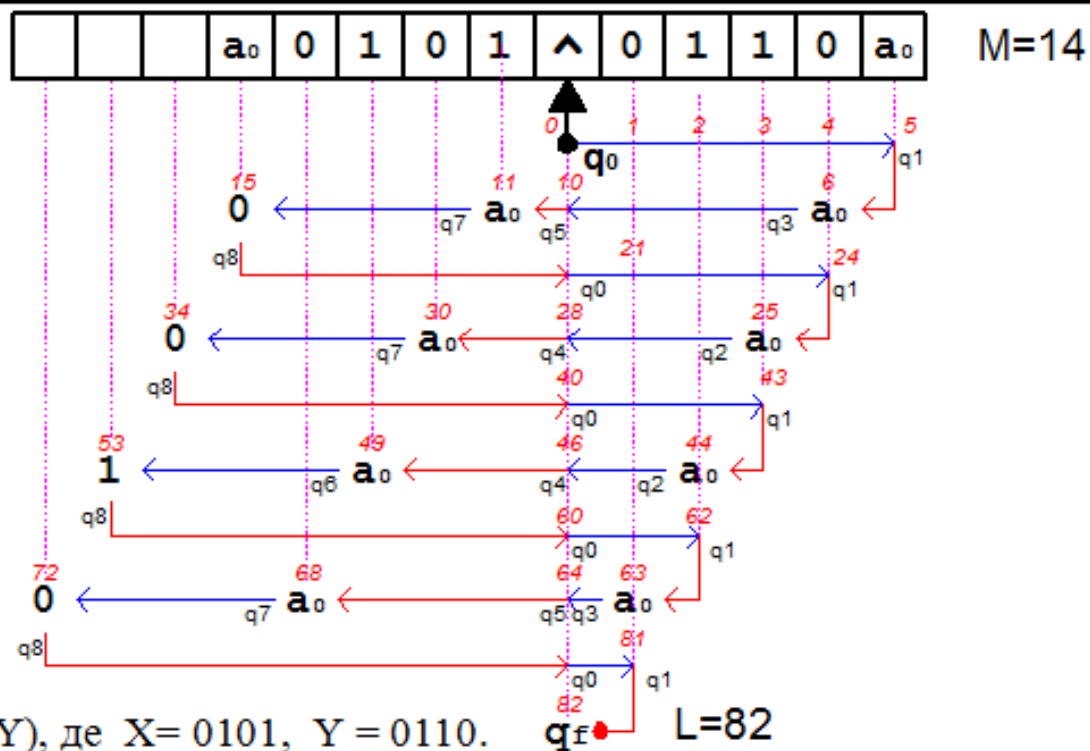 a₀ 0 1 0 1 ^ 0 1 1 0 a₀ M=14
0 1 2 3 4 5
q₀ q1
15 11 10 6
0 a₀ a₀
q7 q5 q3
21 24
q8 q0 q1
34 30 28 25
0 a₀ a₀
q7 q4 q2
40 43
q8 q0 q1
53 49 46 44
1 a₀ a₀
q6 q4 q2
60 62
q8 q0 q1
72 68 64 63
0 a₀ a₀
q7 q5 q3
81
q8 q0 q1
82
Y), де X= 0101, Y = 0110. qf L=82